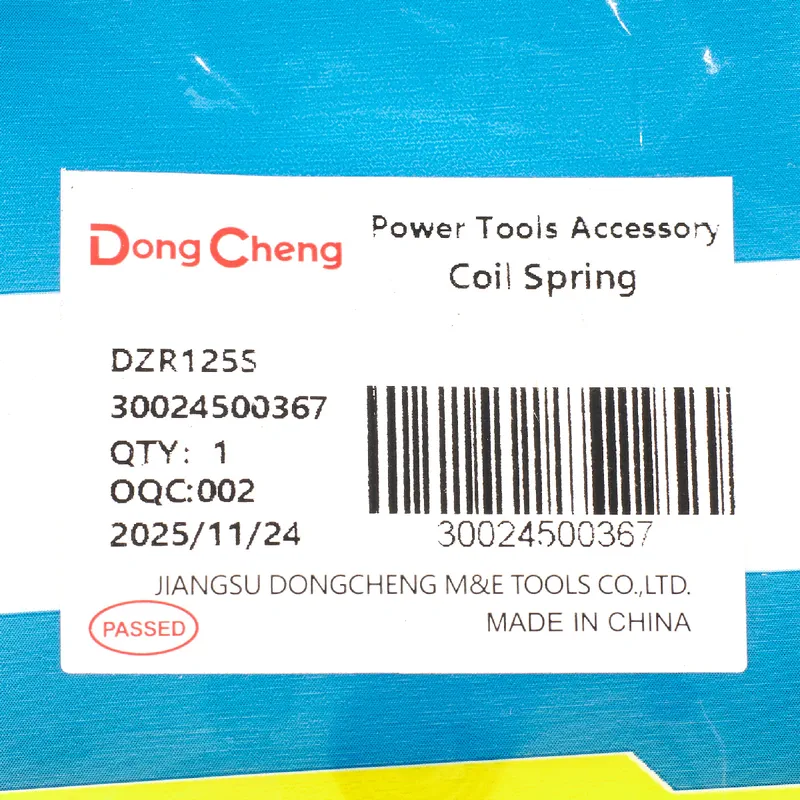 Dong Cheng
Power Tools Accessory
Coil Spring
DZR125S
30024500367
QTY: 1
OQC:002
2025/11/24
30024500367
JIANGSU DONGCHENG M&E TOOLS CO.,LTD.
PASSED
MADE IN CHINA